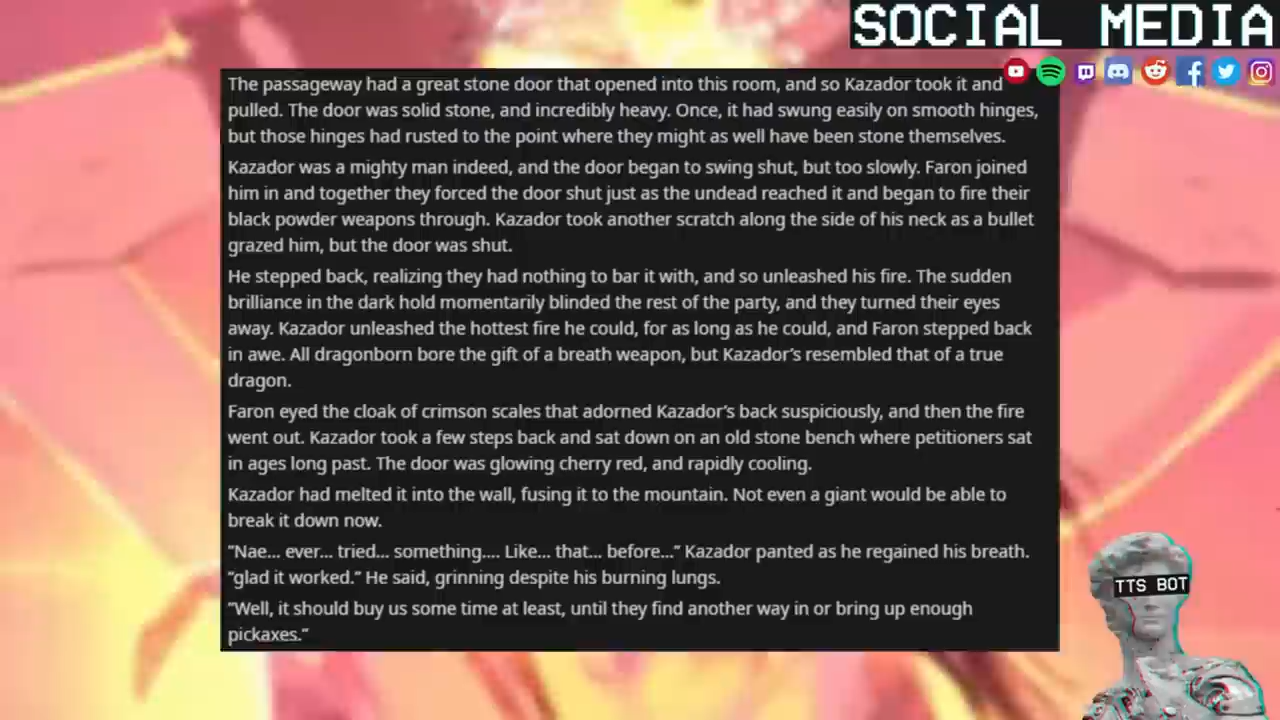 SOCIAL MEDIA
The passageway had a great stone door that opened into this room, and so Kazador took it and
pulled. The door was solid stone, and incredibly heavy. Once, it had swung easily on smooth hinges,
but those hinges had rusted to the point where they might as well have been stone themselves.
Kazador was a mighty man indeed, and the door began to swing shut, but too slowly. Faron joined
him in and together they forced the door shut just as the undead reached it and began to fire their
black powder weapons through. Kazador took another scratch along the side of his neck as a bullet
grazed him, but the door was shut.
He stepped back, realizing they had nothing to bar it with, and so unleashed his fire. The sudden
brilliance in the dark hold momentarily blinded the rest of the party, and they turned their eyes
away. Kazador unleashed the hottest fire he could, for as long as he could, and Faron stepped back
in awe. All dragonborn bore the gift of a breath weapon, but Kazador’s resembled that of a true
dragon.
Faron eyed the cloak of crimson scales that adorned Kazador’s back suspiciously, and then the fire
went out. Kazador took a few steps back and sat down on an old stone bench where petitioners sat
in ages long past. The door was glowing cherry red, and rapidly cooling.
Kazador had melted it into the wall, fusing it to the mountain. Not even a giant would be able to
break it down now.
“Nae... ever... tried... something.... Like... that... before...” Kazador panted as he regained his breath.
“glad it worked.” He said, grinning despite his burning lungs.
“Well, it should buy us some time at least, until they find another way in or bring up enough
pickaxes.”
TTS BOT